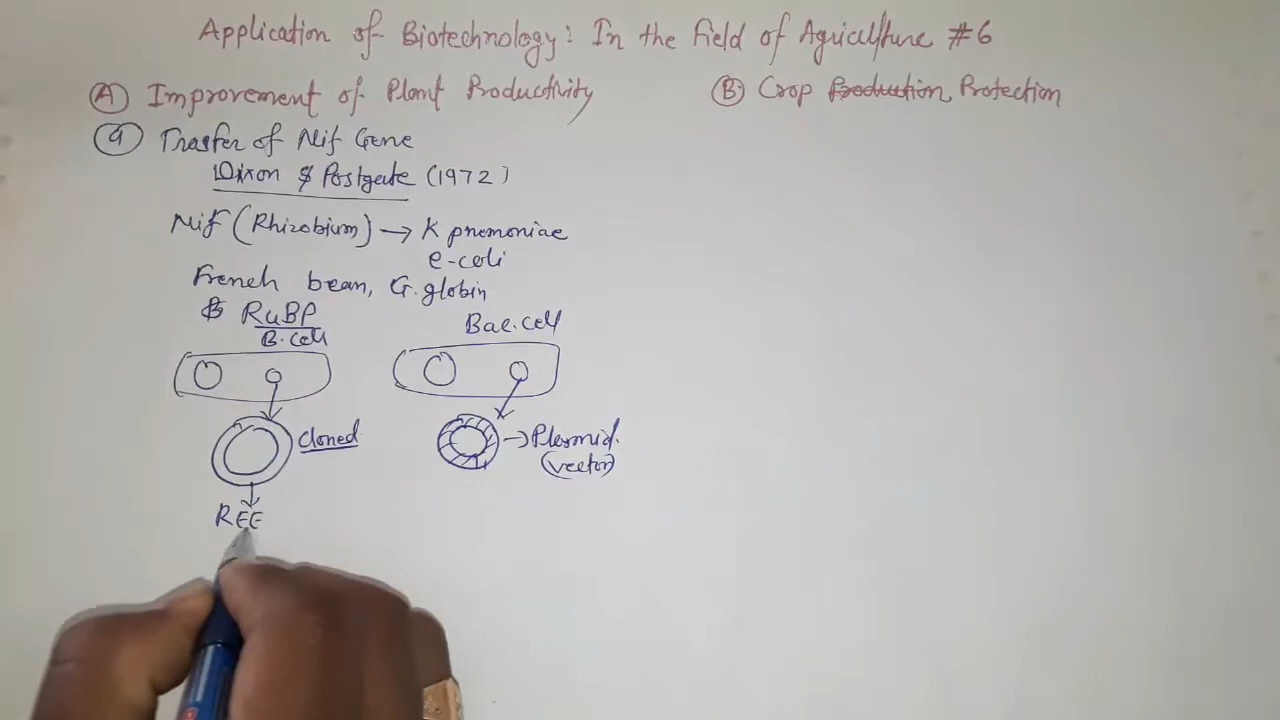 Application of Biotechnology: In the field of Agriculture #6
A Improvement of Plant Productivity
B Crop Production Protection
a Trasfer of Nif Gene
Dixon & Postgate (1972)
Nif (Rhizobium) → K pnemoniae
e-coli
French bean, G. globin
& RuBP
B. Cell
Bac. cell
Cloned
→ Plasmid.
(vector)
REE